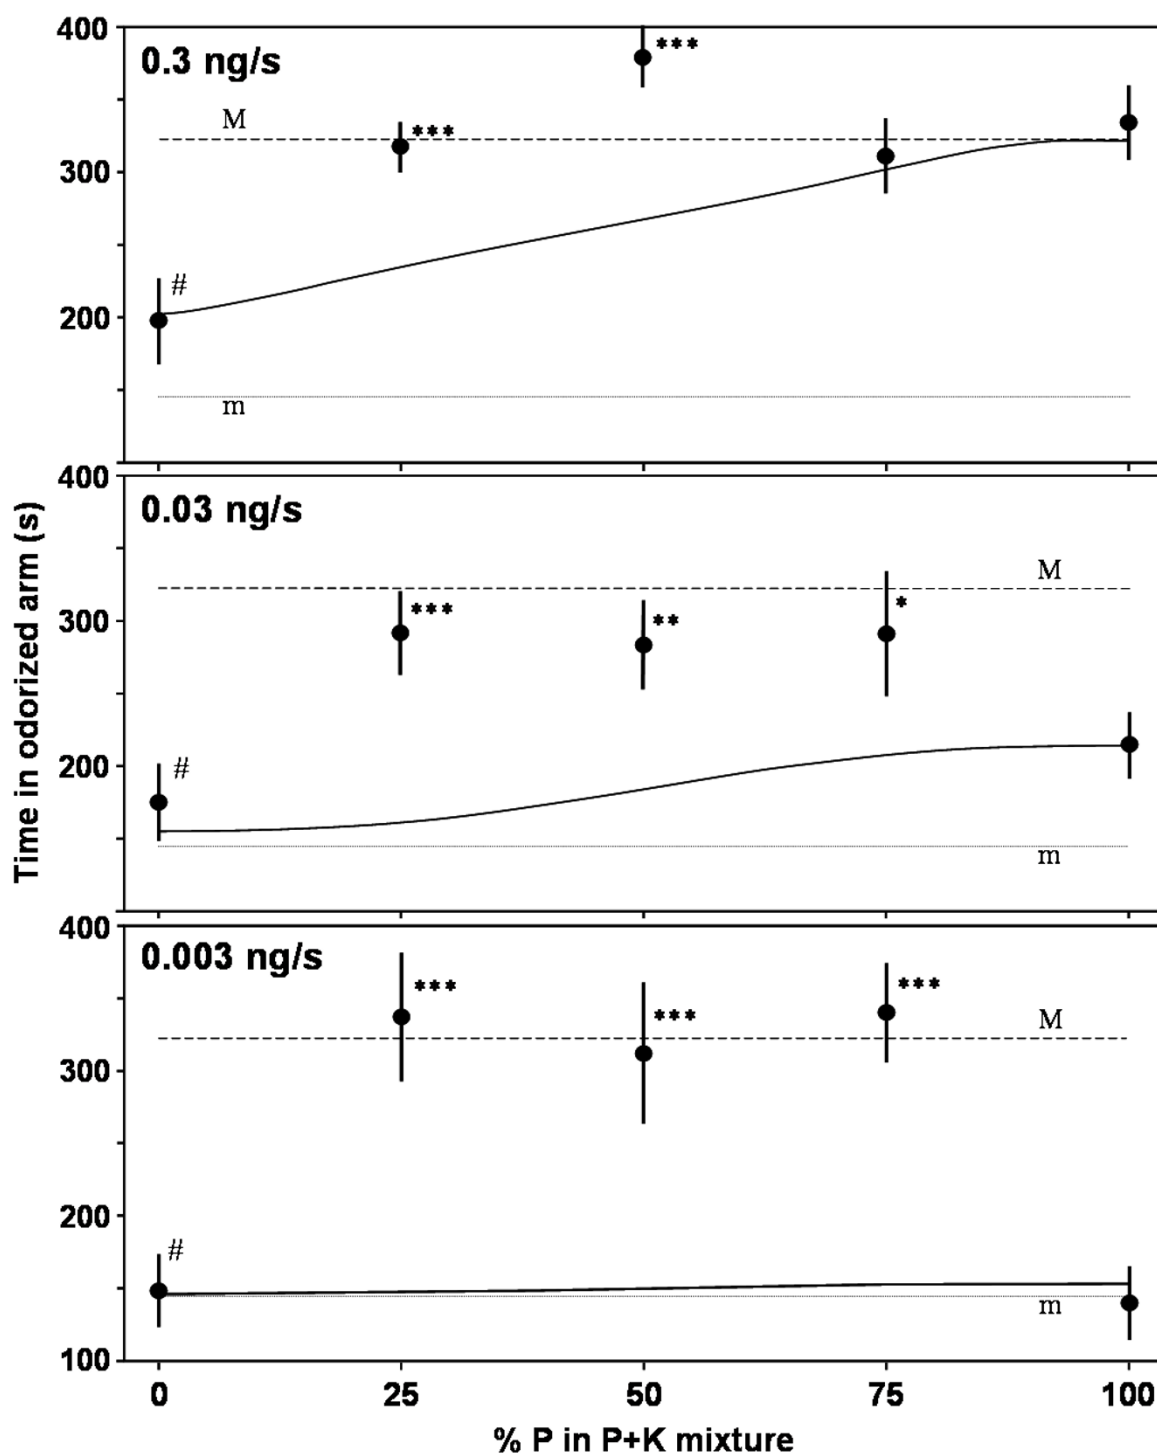 Time in odorized arm (s)
400
0.3 ng/s
***
M
***
300
#
200
m
400
0.03 ng/s
M
***
**
*
300
#
200
m
400
0.003 ng/s
***
***
***
M
300
200
#
m
100
0 25 50 75 100
% P in P+K mixture